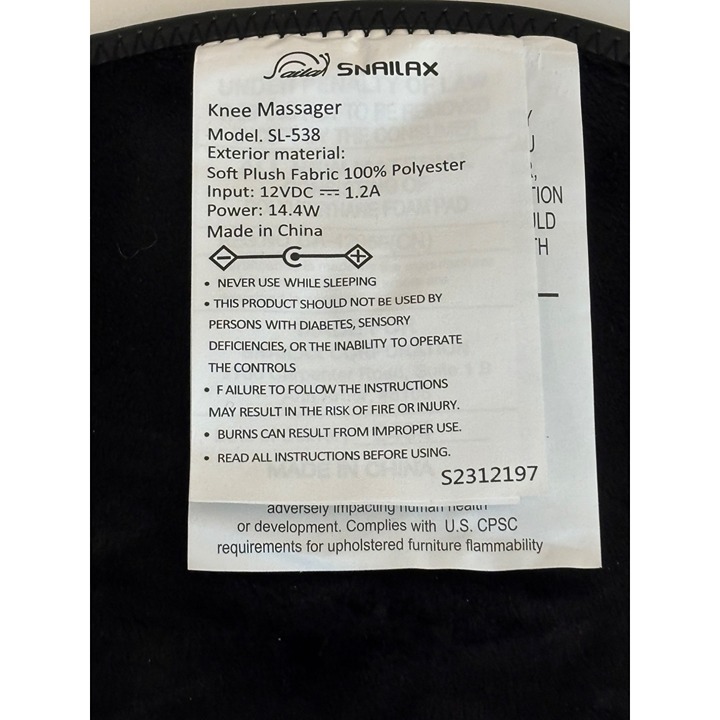 SNAILAX
Knee Massager
Model. SL-538
Exterior material:
Soft Plush Fabric 100% Polyester
Input: 12VDC ⎓ 1.2A
Power: 14.4W
Made in China
• NEVER USE WHILE SLEEPING
• THIS PRODUCT SHOULD NOT BE USED BY
PERSONS WITH DIABETES, SENSORY
DEFICIENCIES, OR THE INABILITY TO OPERATE
THE CONTROLS
• F AILURE TO FOLLOW THE INSTRUCTIONS
MAY RESULT IN THE RISK OF FIRE OR INJURY.
• BURNS CAN RESULT FROM IMPROPER USE.
• READ ALL INSTRUCTIONS BEFORE USING.
S2312197
adversely impacting human health
or development. Complies with U.S. CPSC
requirements for upholstered furniture flammability